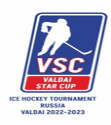 VSC
VALDAI
STAR CUP
ICE HOCKEY TOURNAMENT
RUSSIA
VALDAI 2022-2023